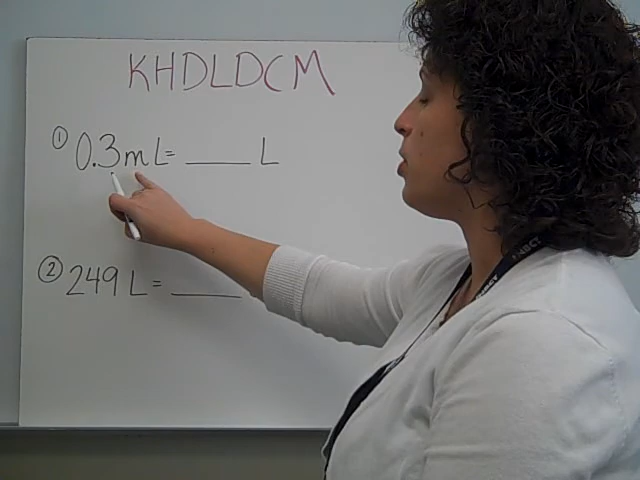 KHDLDCM
① 0.3 mL = ____ L
② 249 L = ____